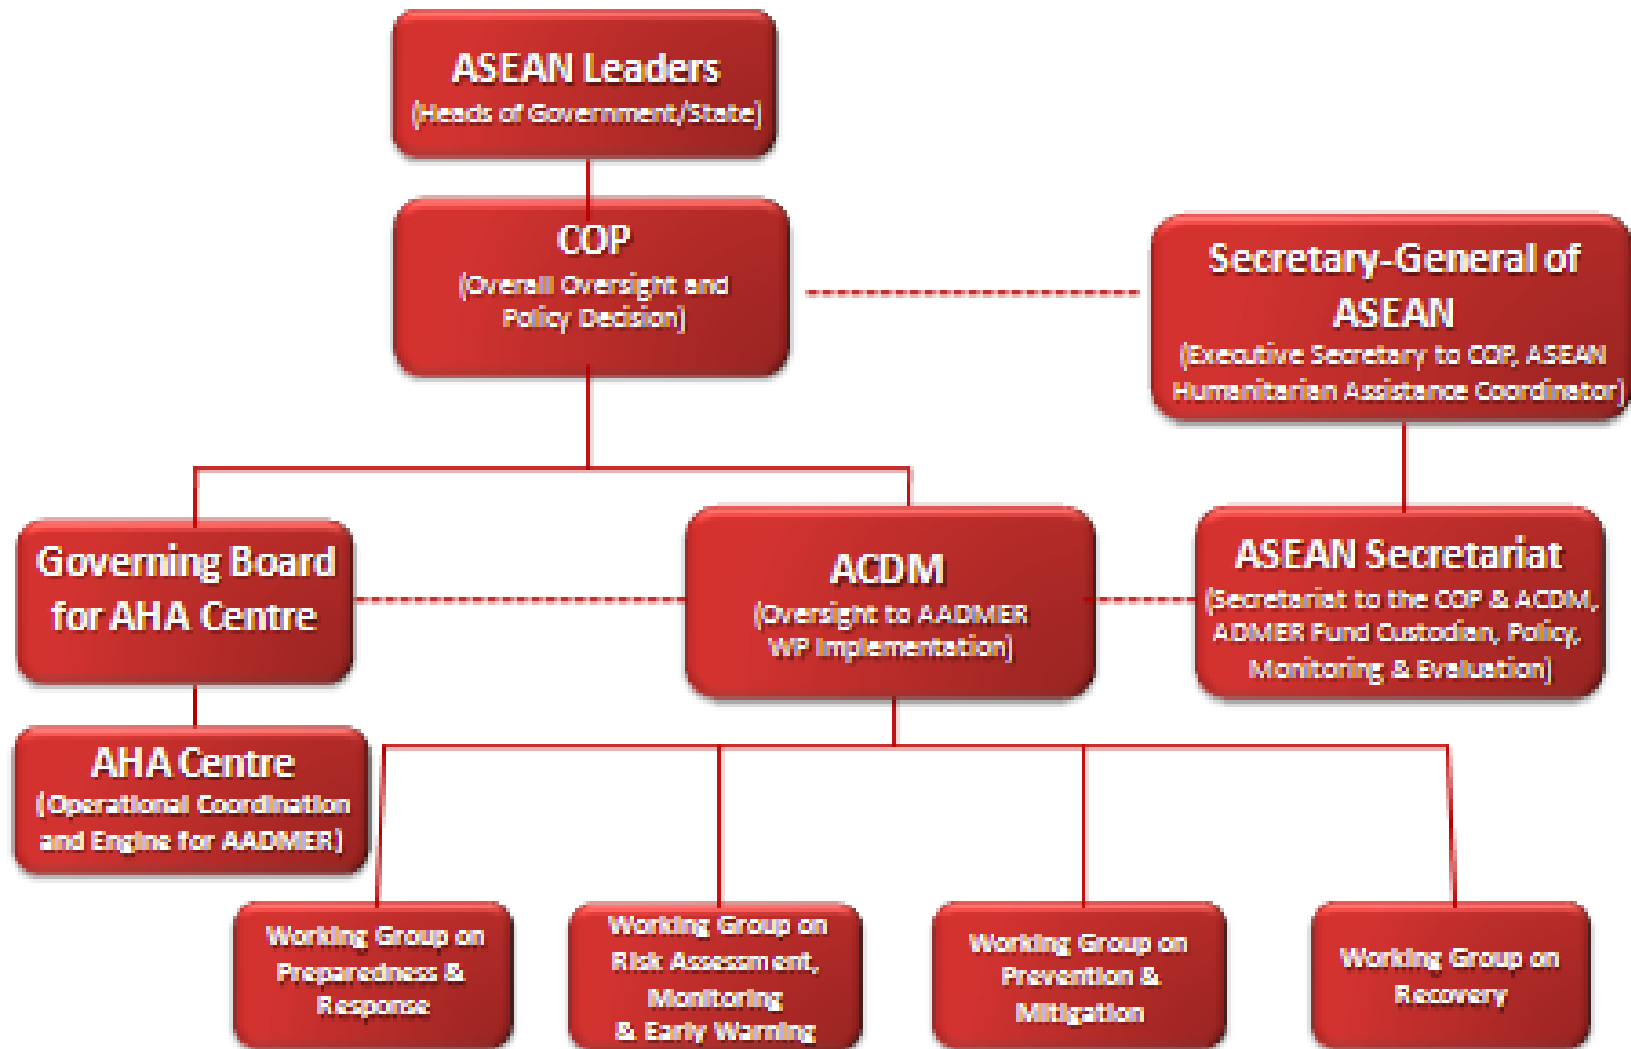 ASEAN Leaders
(Heads of Government/State)
COP
(Overall Oversight and
Policy Decision)
Secretary-General of
ASEAN
(Executive Secretary to COP, ASEAN
Humanitarian Assistance Coordinator)
Governing Board
for AHA Centre
ACDM
(Oversight to AADMER
WP Implementation)
ASEAN Secretariat
(Secretariat to the COP & ACDM,
ADMER Fund Custodian, Policy,
Monitoring & Evaluation)
AHA Centre
(Operational Coordination
and Engine for AADMER)
Working Group on
Preparedness &
Response
Working Group on
Risk Assessment,
Monitoring
& Early Warning
Working Group on
Prevention &
Mitigation
Working Group on
Recovery